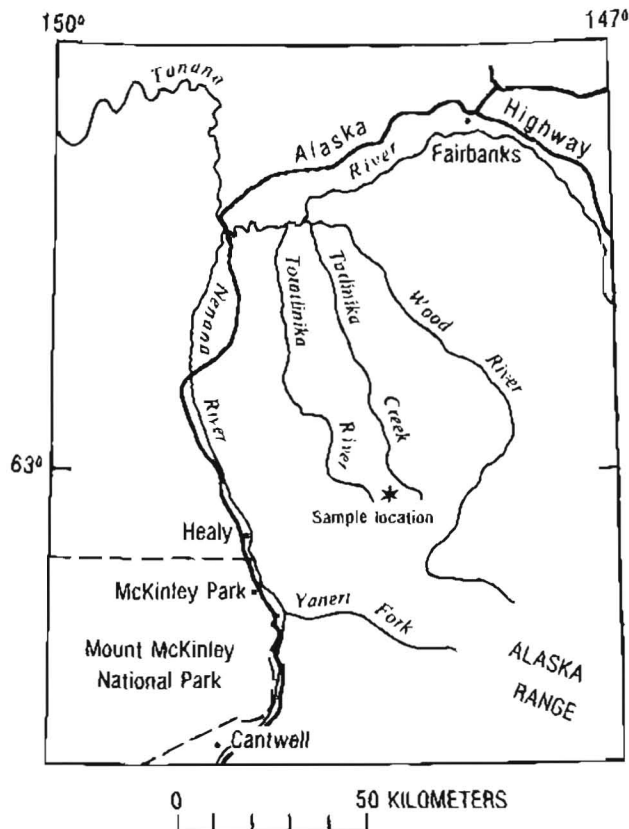 150°
147°
Tanana
Alaska
Highway
River
Fairbanks
Nenana
River
Totatlinika
River
Tatlinika
Creek
Wood
River
63°
Sample location
Healy
McKinley Park
Yanert
Fork
Mount McKinley
National Park
ALASKA
RANGE
Cantwell
0 50 KILOMETERS